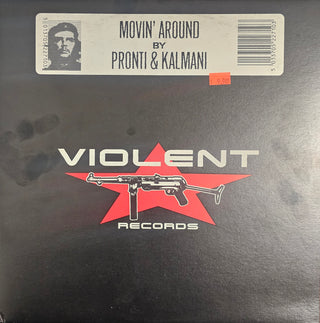 MOVIN' AROUND
BY
PRONTI & KALMANI
VIOLENT
RECORDS